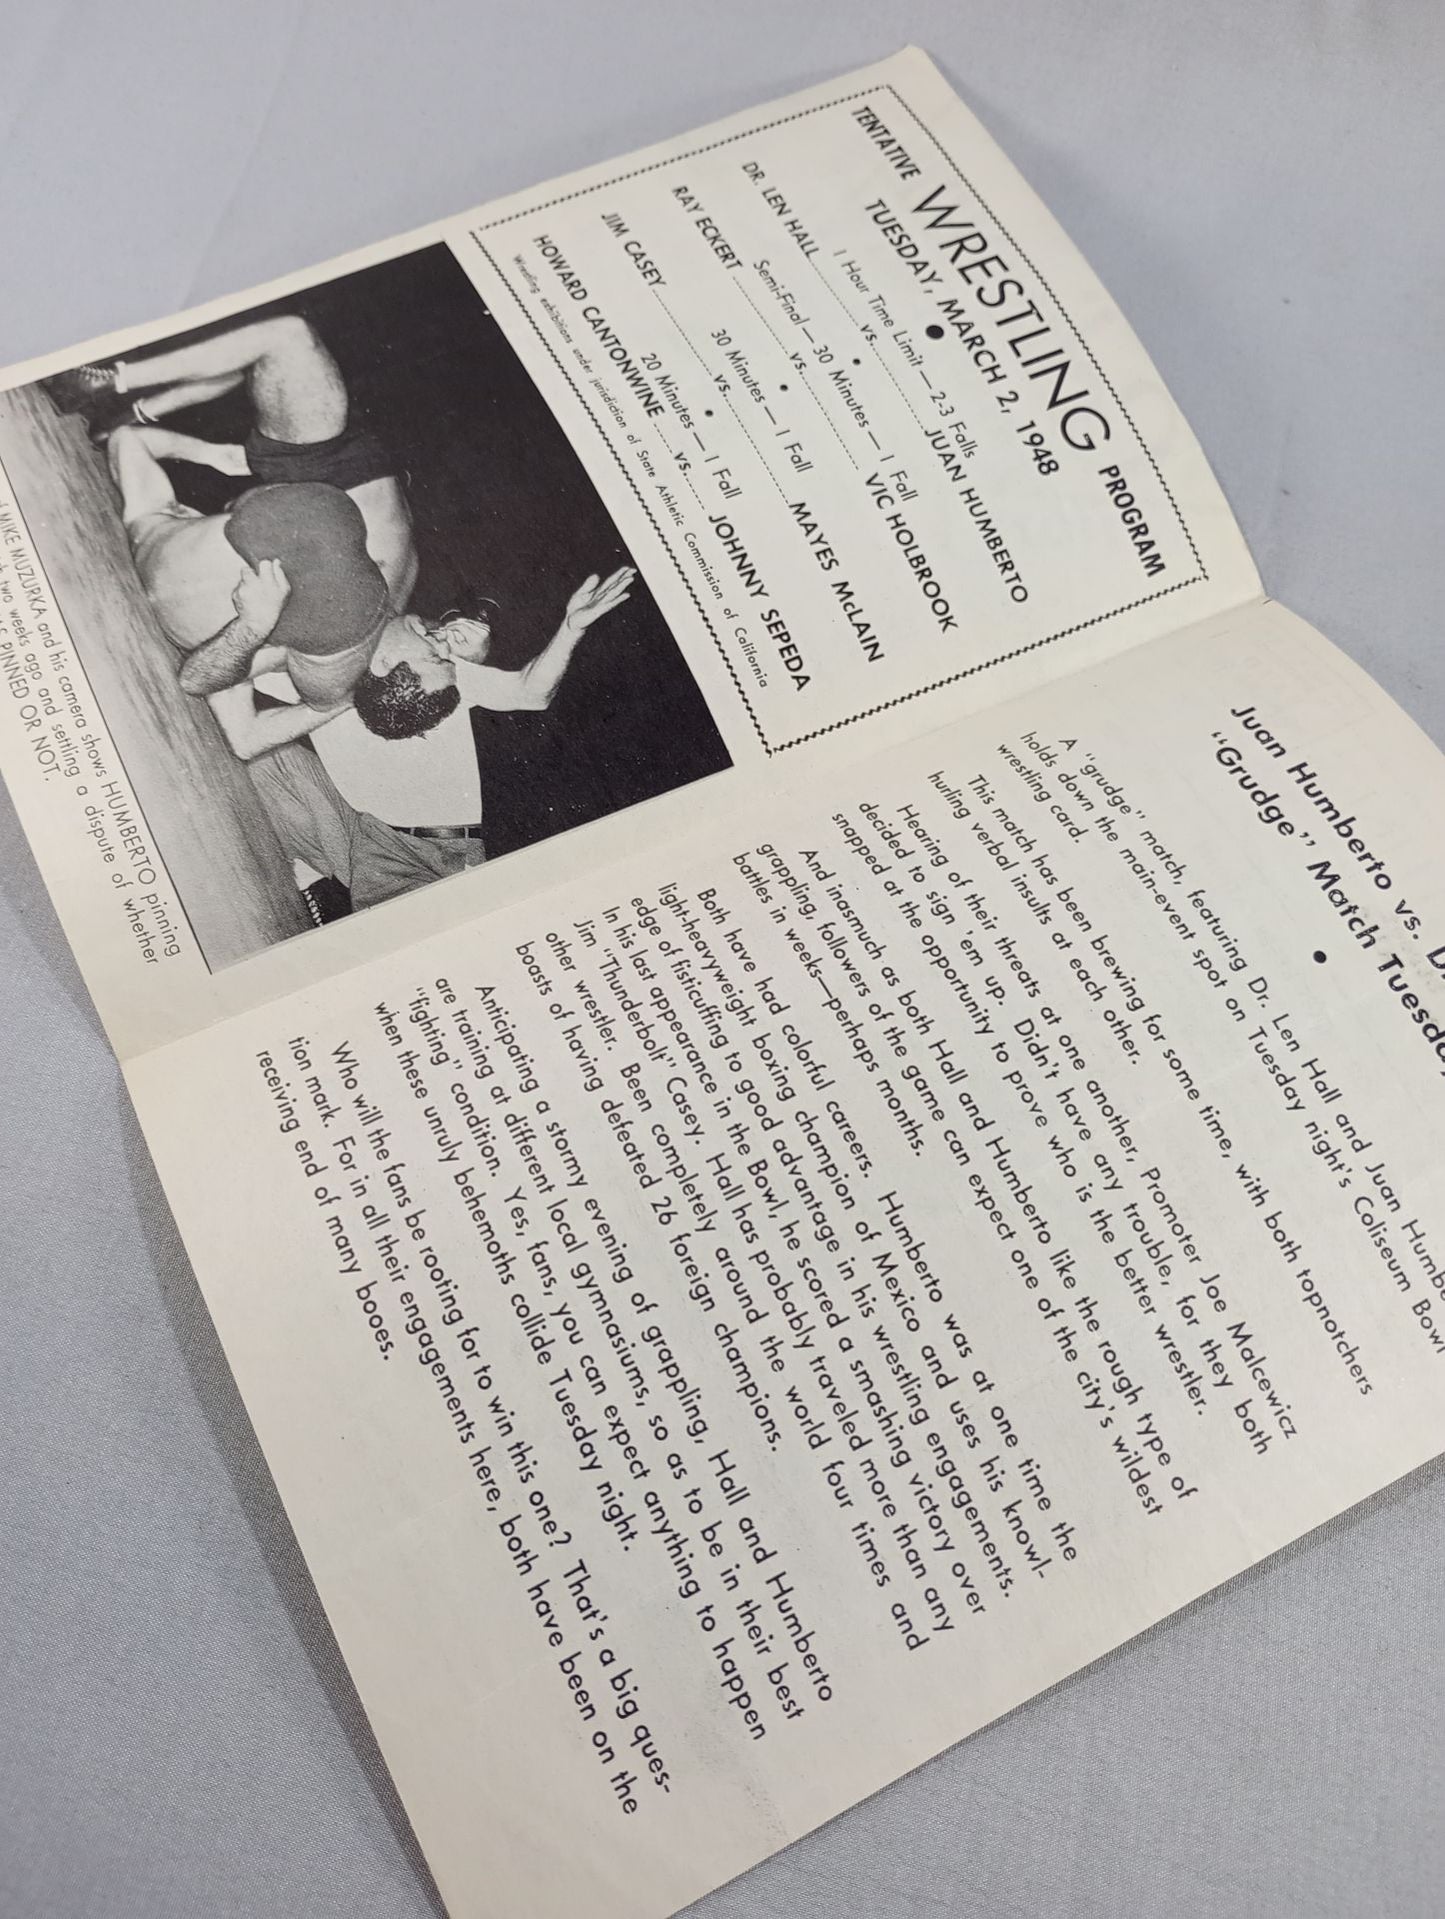 TENTATIVE WRESTLING PROGRAM
TUESDAY, MARCH 2, 1948
1 Hour Time Limit — 2-3 Falls
DR. LEN HALL vs. JUAN HUMBERTO
Semi-Final — 30 Minutes — 1 Fall
RAY ECKERT vs. VIC HOLBROOK
30 Minutes — 1 Fall
JIM CASEY vs. MAYES McLAIN
20 Minutes — 1 Fall
HOWARD CANTONWINE vs. JOHNNY SEPEDA
Wrestling exhibitions under jurisdiction of State Athletic Commission of California
MIKE MUZURKA and his camera shows HUMBERTO pinning
two weeks ago and settling a dispute of whether
PINNED OR NOT.
Juan Humberto vs.
"Grudge" Match Tuesday
A "grudge" match, featuring Dr. Len Hall and Juan
holds down the main-event spot on Tuesday night's Coliseum Bowl
wrestling card.
This match has been brewing for some time, with both topnotchers
hurling verbal insults at each other.
Hearing of their threats at one another, Promoter Joe Malcewicz
decided to sign 'em up. Didn't have any trouble, for they both
snapped at the opportunity to prove who is the better wrestler.
And inasmuch as both Hall and Humberto like the rough type of
grappling, followers of the game can expect one of the city's wildest
battles in weeks—perhaps months.
Both have had colorful careers. Humberto was at one time the
light-heavyweight boxing champion of Mexico and uses his knowl-
edge of fisticuffing to good advantage in his wrestling engagements.
In his last appearance in the Bowl, he scored a smashing victory over
Jim "Thunderbolt" Casey. Hall has probably traveled more than any
other wrestler. Been completely around the world four times and
boasts of having defeated 26 foreign champions.
Anticipating a stormy evening of grappling, Hall and Humberto
are training at different local gymnasiums, so as to be in their best
"fighting" condition. Yes, fans, you can expect anything to happen
when these unruly behemoths collide Tuesday night.
Who will the fans be rooting for to win this one? That's a big ques-
tion mark. For in all their engagements here, both have been on the
receiving end of many booes.